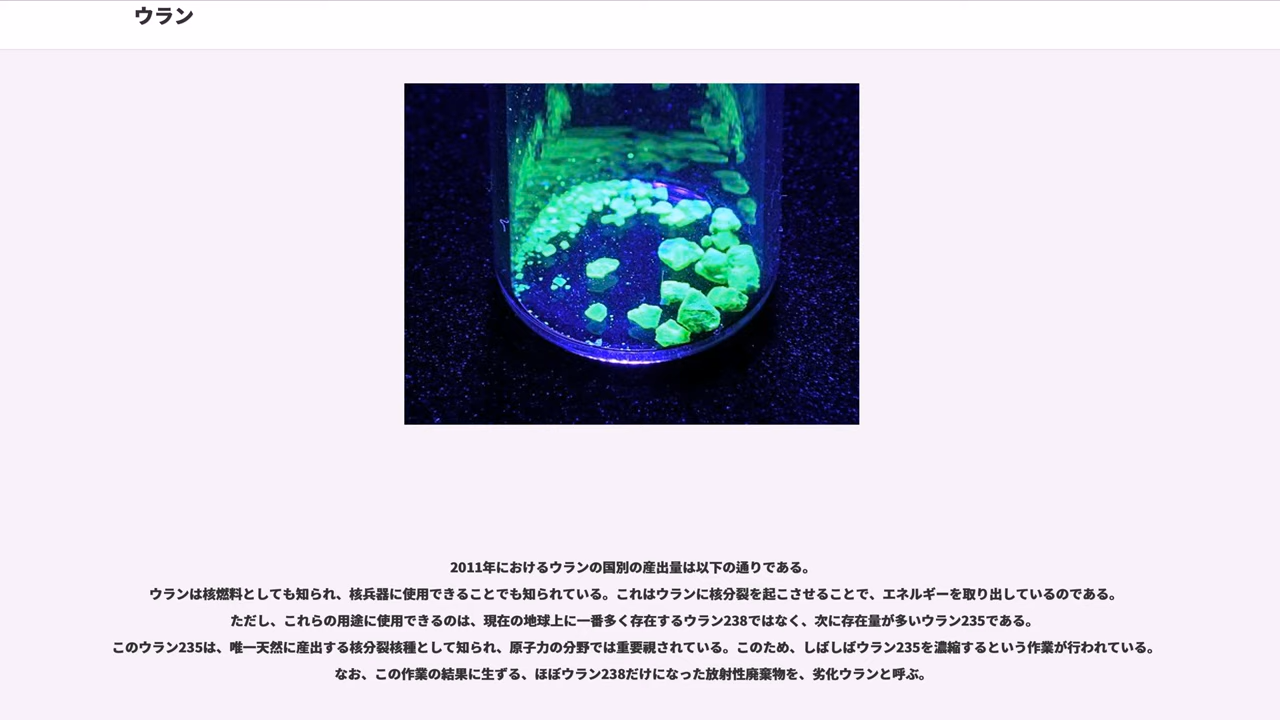 ウラン
2011年におけるウランの国別の産出量は以下の通りである。
ウランは核燃料としても知られ、核兵器に使用できることでも知られている。これはウランに核分裂を起こさせることで、エネルギーを取り出しているのである。
ただし、これらの用途に使用できるのは、現在の地球上に一番多く存在するウラン238ではなく、次に存在量が多いウラン235である。
このウラン235は、唯一天然に産出する核分裂核種として知られ、原子力の分野では重要視されている。このため、しばしばウラン235を濃縮するという作業が行われている。
なお、この作業の結果に生ずる、ほぼウラン238だけになった放射性廃棄物を、劣化ウランと呼ぶ。